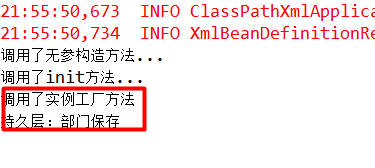 21:55:50,673 INFO ClassPathXmlApplica
21:55:50,734 INFO XmlBeanDefinitionRe
调用了无参构造方法...
调用了init方法...
调用了实例工厂方法
持久层：部门保存